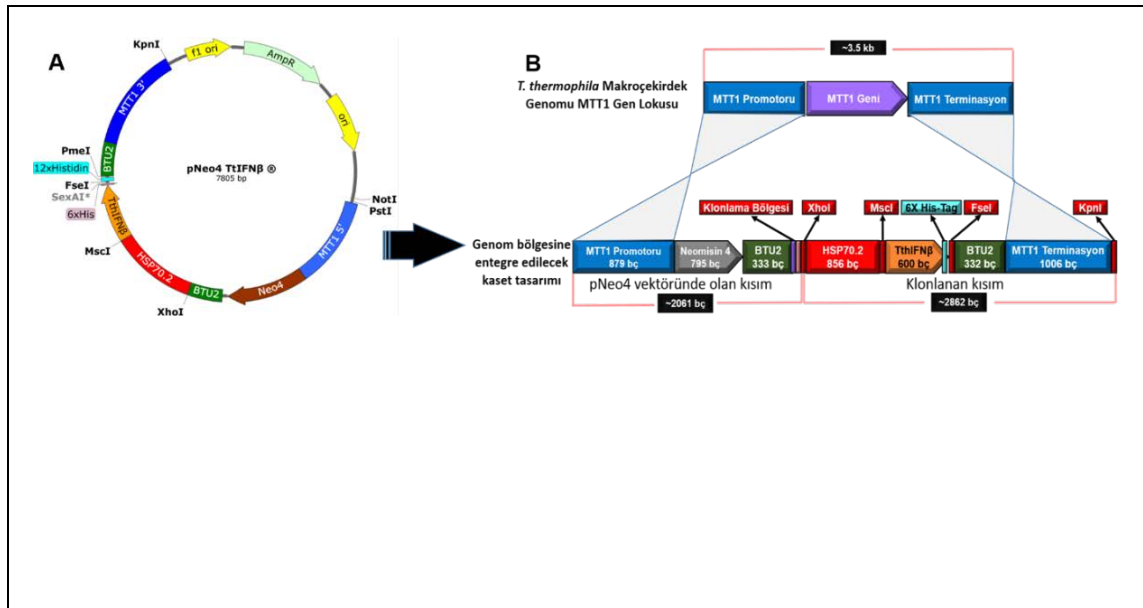 A
KpnI
f1 ori
AmpR
ori
MTT1 3'
BTU2
PmeI
12xHistidin
FseI
SexAI*
6xHis
TthIFNβ
MscI
HSP70.2
BTU2
XhoI
Neo4
MTT1 5'
NotI
PstI
pNeo4 TtIFNβ ®
7805 bp
B
~3.5 kb
T. thermophila Makroçekirdek
Genomu MTT1 Gen Lokusu
MTT1 Promotoru
MTT1 Geni
MTT1 Terminasyon
Klonlama Bölgesi
XhoI
MscI
6X His-Tag
FseI
KpnI
Genom bölgesine
entegre edilecek
kaset tasarımı
MTT1 Promotoru
879 bç
Neomisin 4
795 bç
BTU2
333 bç
HSP70.2
856 bç
TthIFNβ
600 bç
BTU2
332 bç
MTT1 Terminasyon
1006 bç
pNeo4 vektöründe olan kısım
Klonlanan kısım
~2061 bç
~2862 bç